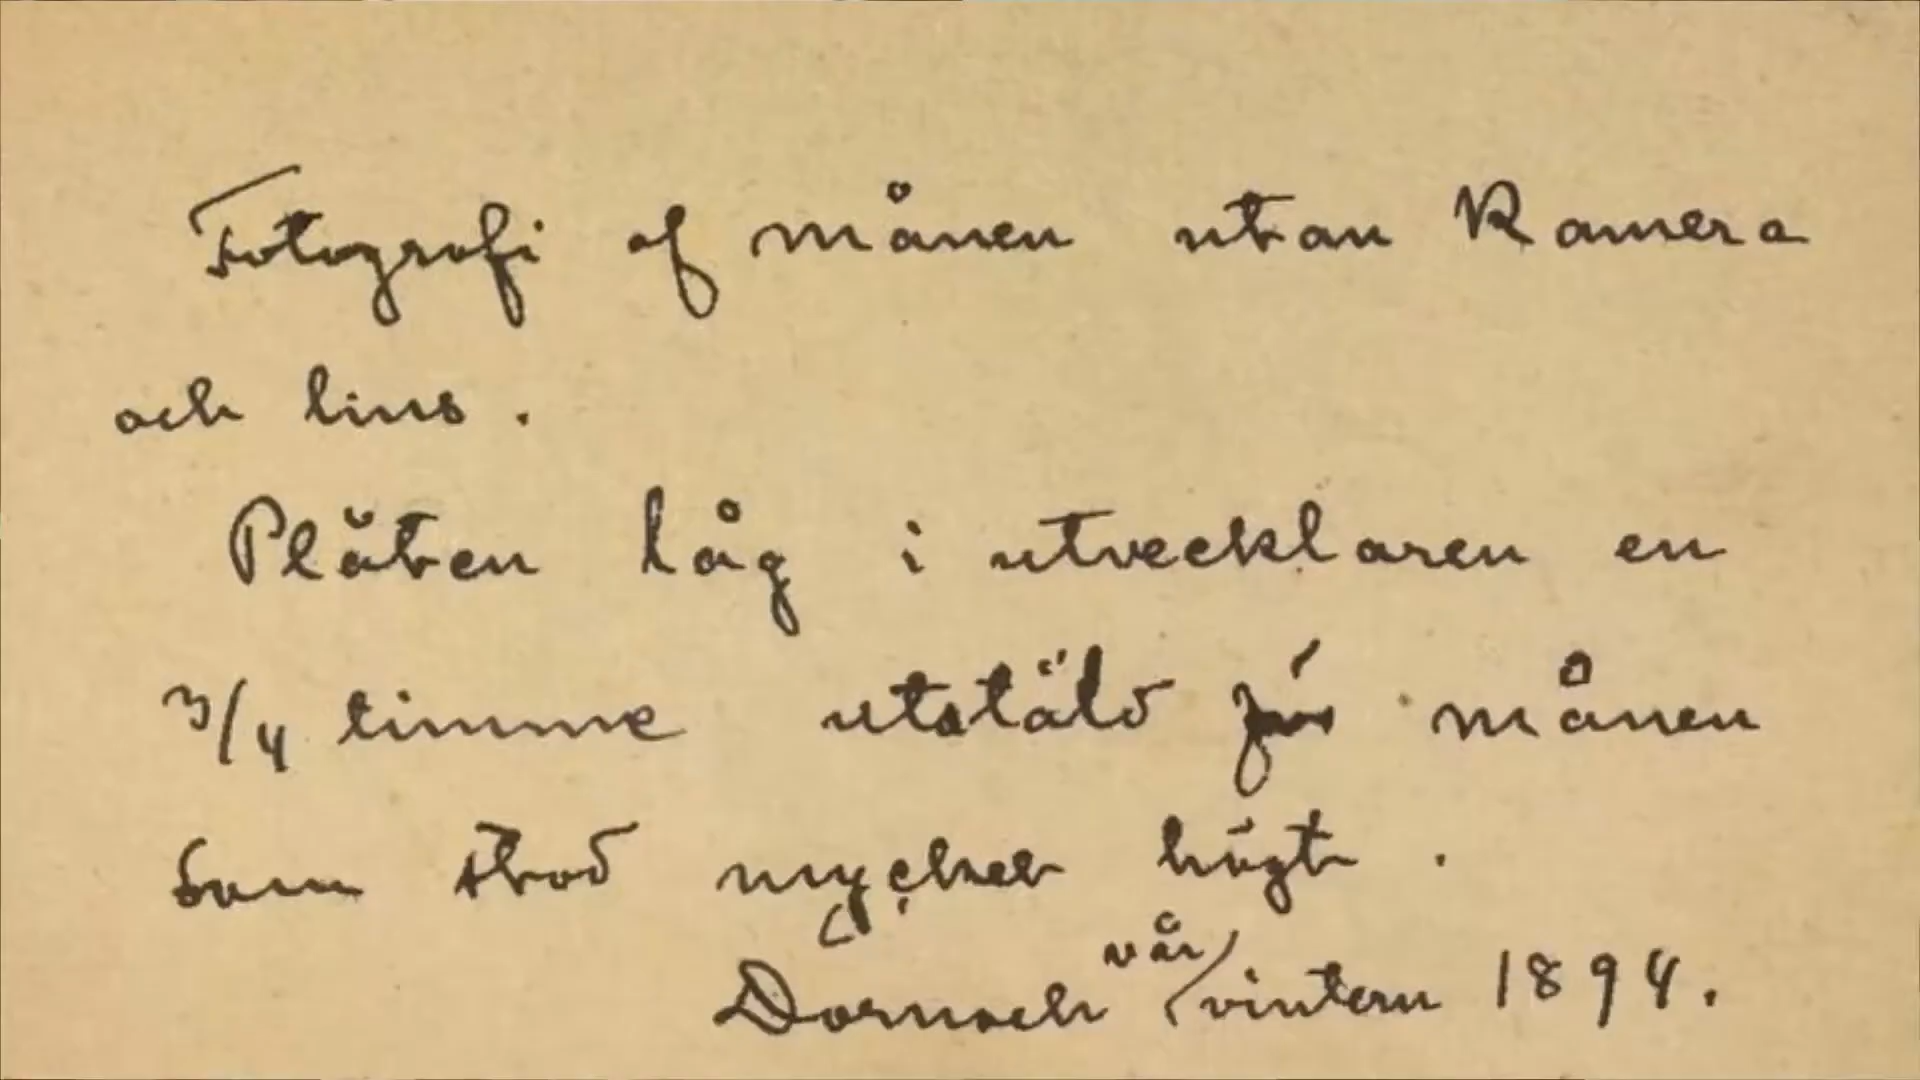 Fotografi af månen utan Kamera
och lins.
Plåten låg i utvecklaren en
3/4 timme utstäld för månen
som stod mycket högt.
Dornach vår/vintern 1894.